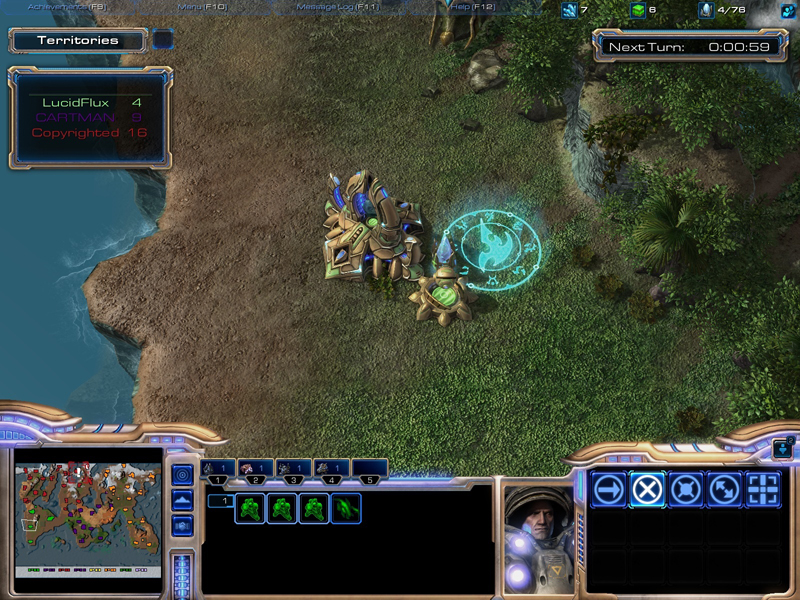 Achievements (F9) Menu (F10) Message Log (F11) Help (F12) 7 6 4/76
Territories
Next Turn: 0:00:59
LucidFlux 4
CARTMAN 9
Copyrighted 16
1 1 1 1
1 2 3 4 5
1